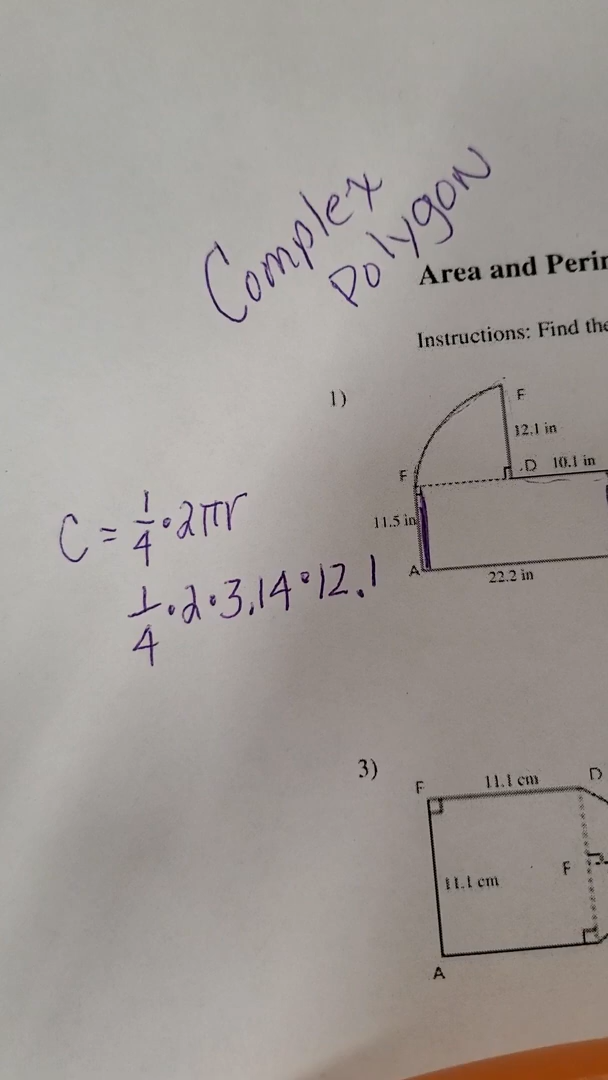 Complex
Polygon
Area and Perin
Instructions: Find the
1)
F
12.1 in
D 10.1 in
F
11.5 in
A
22.2 in
C = 1/4 · 2πr
1/4 · 2 · 3.14 · 12.1
3)
F
11.1 cm
D
11.1 cm
F
A